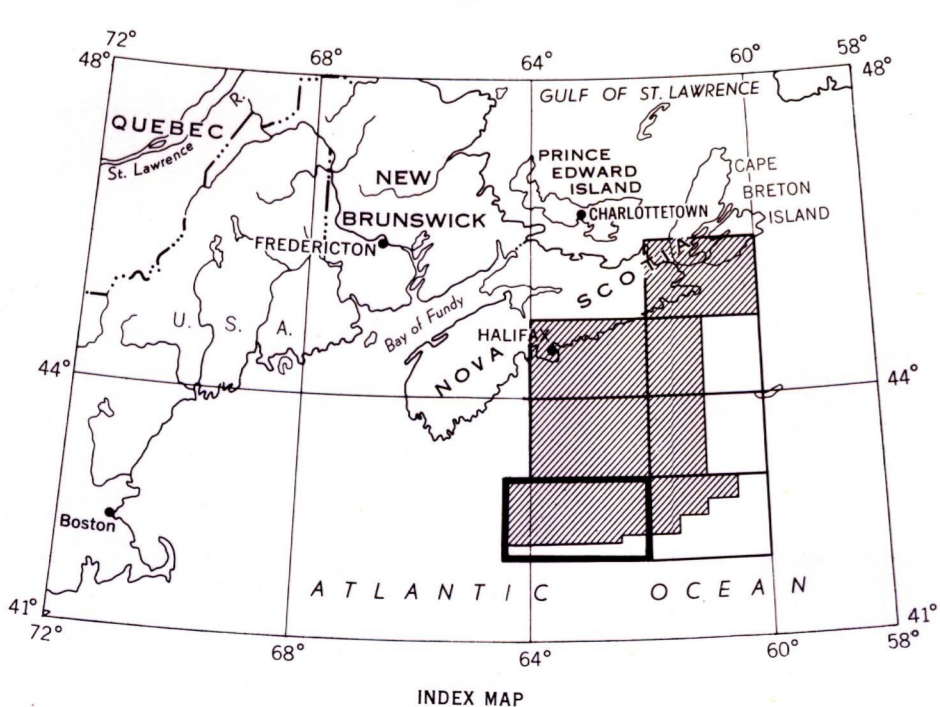 72° 68° 64° 60° 58°
48° 48°
GULF OF ST. LAWRENCE
QUEBEC R.
St. Lawrence
NEW
BRUNSWICK
PRINCE
EDWARD
ISLAND
CHARLOTTETOWN
CAPE
BRETON
ISLAND
FREDERICTON
U. S. A.
Bay of Fundy
HALIFAX
NOVA SCOTIA
44° 44°
Boston
ATLANTIC OCEAN
41° 41°
72° 68° 64° 60° 58°
INDEX MAP